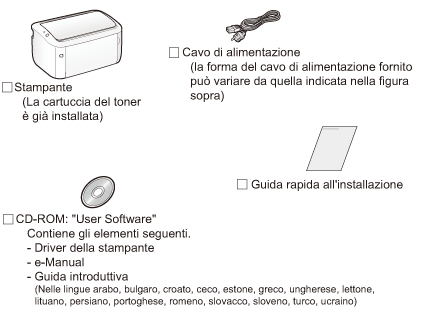 Stampante
(La cartuccia del toner
è già installata)
Cavo di alimentazione
(la forma del cavo di alimentazione fornito
può variare da quella indicata nella figura
sopra)
Guida rapida all'installazione
CD-ROM: "User Software"
Contiene gli elementi seguenti.
- Driver della stampante
- e-Manual
- Guida introduttiva
(Nelle lingue arabo, bulgaro, croato, ceco, estone, greco, ungherese, lettone,
lituano, persiano, portoghese, romeno, slovacco, sloveno, turco, ucraino)